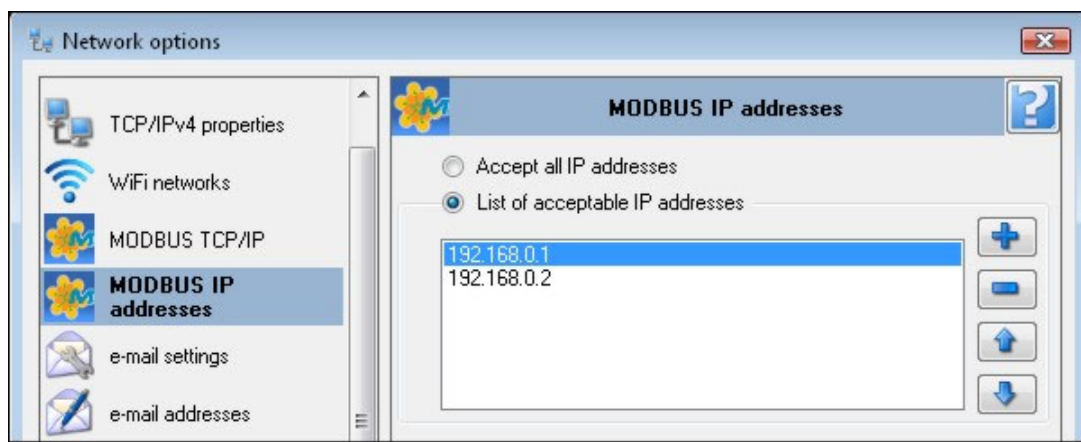 Network options
TCP/IPv4 properties
WiFi networks
MODBUS TCP/IP
MODBUS IP
addresses
e-mail settings
e-mail addresses
MODBUS IP addresses
Accept all IP addresses
List of acceptable IP addresses
192.168.0.1
192.168.0.2